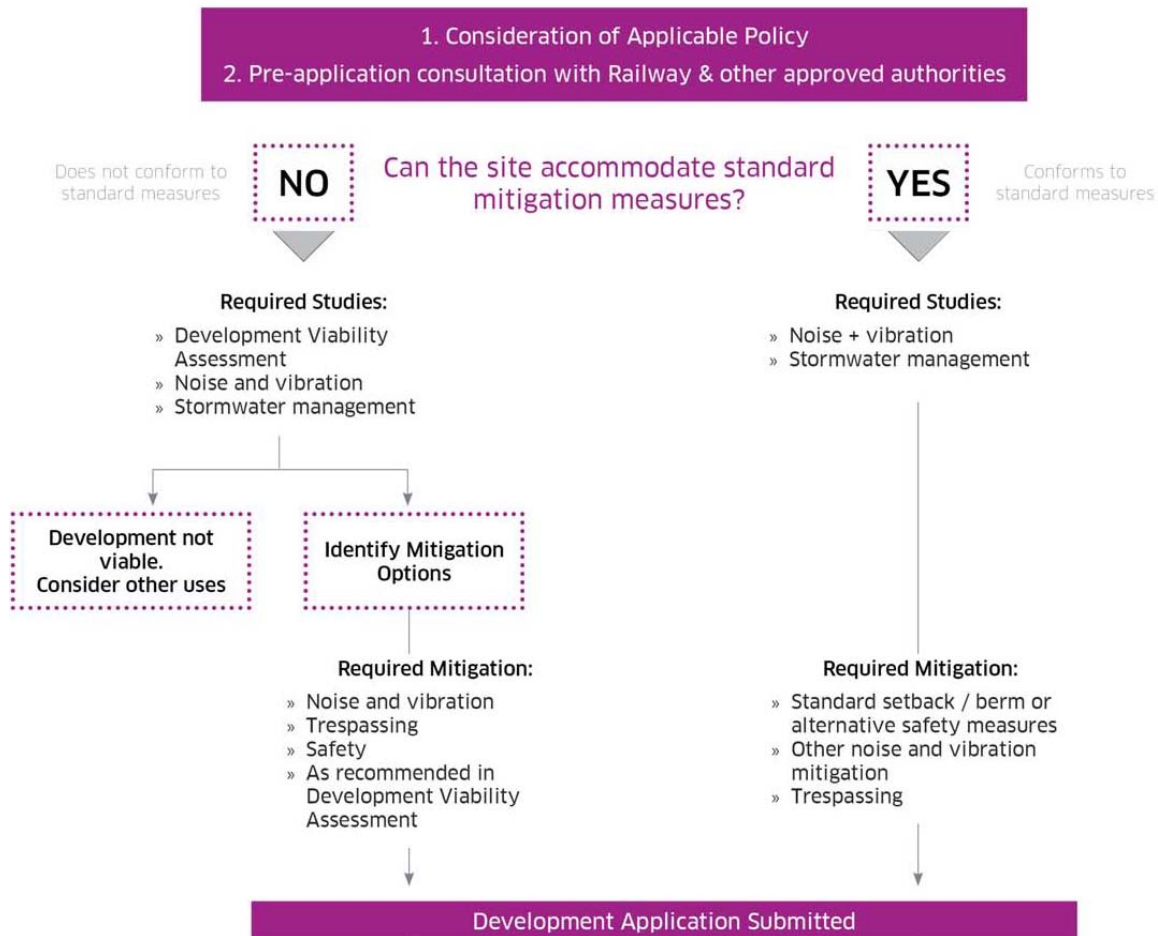 1. Consideration of Applicable Policy
2. Pre-application consultation with Railway & other approved authorities
Does not conform to
standard measures
NO
Can the site accommodate standard
mitigation measures?
YES
Conforms to
standard measures
Required Studies:
» Development Viability
Assessment
» Noise and vibration
» Stormwater management
Required Studies:
» Noise + vibration
» Stormwater management
Development not
viable.
Consider other uses
Identify Mitigation
Options
Required Mitigation:
» Noise and vibration
» Trespassing
» Safety
» As recommended in
Development Viability
Assessment
Required Mitigation:
» Standard setback / berm or
alternative safety measures
» Other noise and vibration
mitigation
» Trespassing
Development Application Submitted